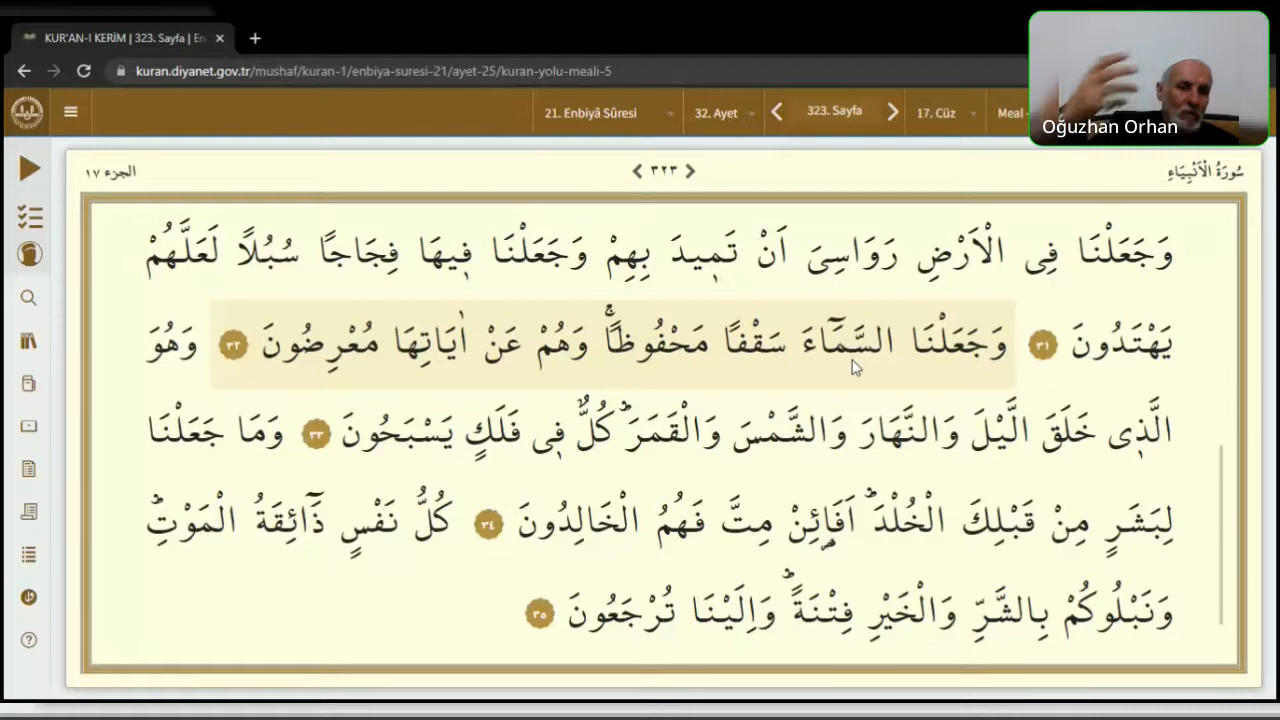 KUR'AN-I KERİM | 323. Sayfa | En
kuran.diyanet.gov.tr/mushaf/kuran-1/enbiya-suresi-21/ayet-25/kuran-yolu-meali-5
21. Enbiyâ Sûresi
32. Ayet
323. Sayfa
17. Cüz
Meal -
Oğuzhan Orhan
سُورَةُ الْاَنْبِيَاءِ
٣٢٣
الجزء ١٧
وَجَعَلْنَا فِى الْاَرْضِ رَوَاسِىَ اَنْ تَمٖيدَ بِهِمْ وَجَعَلْنَا فٖيهَا فِجَاجًا سُبُلًا لَعَلَّهُمْ
يَهْتَدُونَ ٣١ وَجَعَلْنَا السَّمَٓاءَ سَقْفًا مَحْفُوظًاۚ وَهُمْ عَنْ اٰيَاتِهَا مُعْرِضُونَ ٣٢ وَهُوَ
الَّذٖى خَلَقَ الَّيْلَ وَالنَّهَارَ وَالشَّمْسَ وَالْقَمَرَؕ كُلٌّ فٖى فَلَكٍ يَسْبَحُونَ ٣٣ وَمَا جَعَلْنَا
لِبَشَرٍ مِنْ قَبْلِكَ الْخُلْدَؕ اَفَا۬ئِنْ مِتَّ فَهُمُ الْخَالِدُونَ ٣٤ كُلُّ نَفْسٍ ذَٓائِقَةُ الْمَوْتِؕ
وَنَبْلُوكُمْ بِالشَّرِّ وَالْخَيْرِ فِتْنَةًؕ وَاِلَيْنَا تُرْجَعُونَ ٣٥